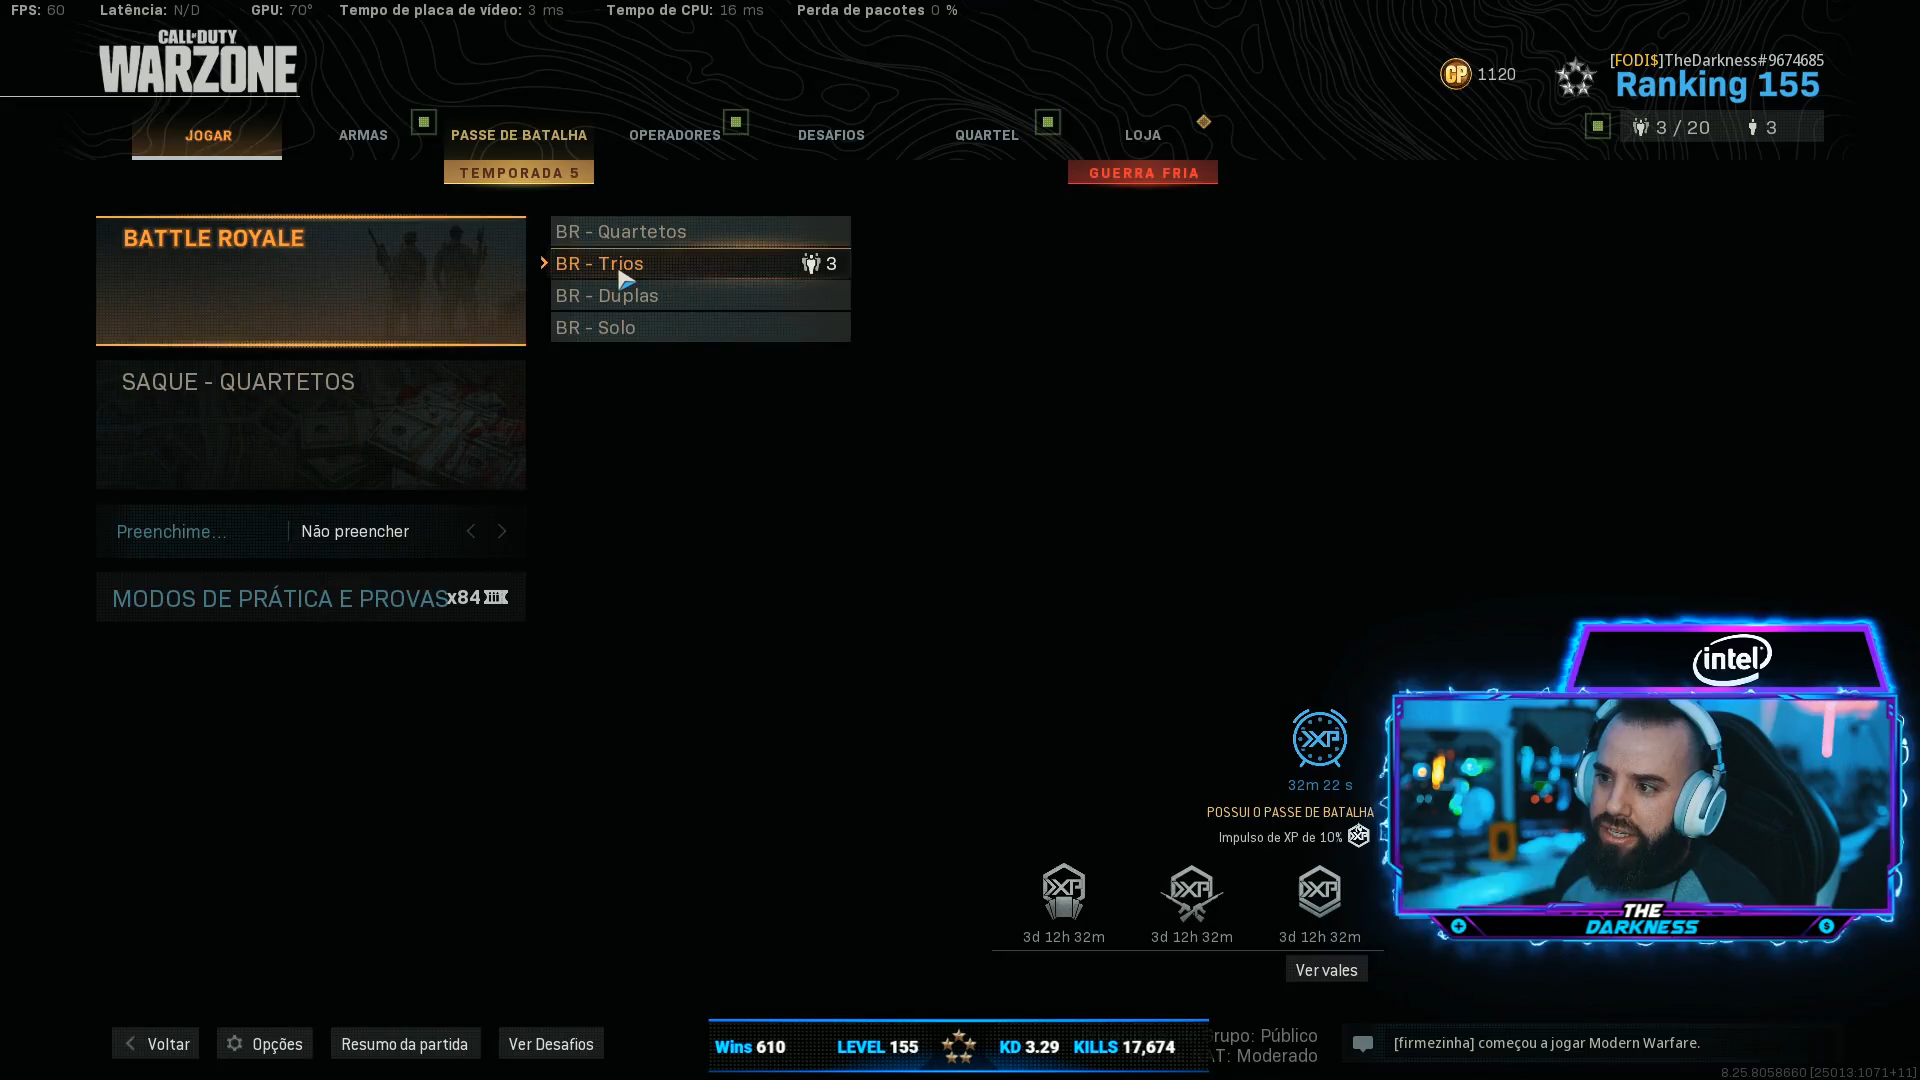 FPS: 60 Latência: N/D GPU: 70° Tempo de placa de vídeo: 3 ms Tempo de CPU: 16 ms Perda de pacotes 0 %
CALL OF DUTY
WARZONE
CP 1120
[FODI$]TheDarkness#9674685
Ranking 155
3 / 20 3
JOGAR ARMAS PASSE DE BATALHA OPERADORES DESAFIOS QUARTEL LOJA
TEMPORADA 5 GUERRA FRIA
BATTLE ROYALE
BR - Quartetos
BR - Trios 3
BR - Duplas
BR - Solo
SAQUE - QUARTETOS
Preenchime... Não preencher
MODOS DE PRÁTICA E PROVAS x84
intel
XP
32m 22 s
POSSUI O PASSE DE BATALHA
Impulso de XP de 10% XP
XP XP XP
3d 12h 32m 3d 12h 32m 3d 12h 32m
Ver vales
THE
DARKNESS
Voltar Opções Resumo da partida Ver Desafios
Wins 610 LEVEL 155 KD 3.29 KILLS 17,674
Grupo: Público
AT: Moderado
[firmezinha] começou a jogar Modern Warfare.
8.25.8058660 [25013:1071+11]